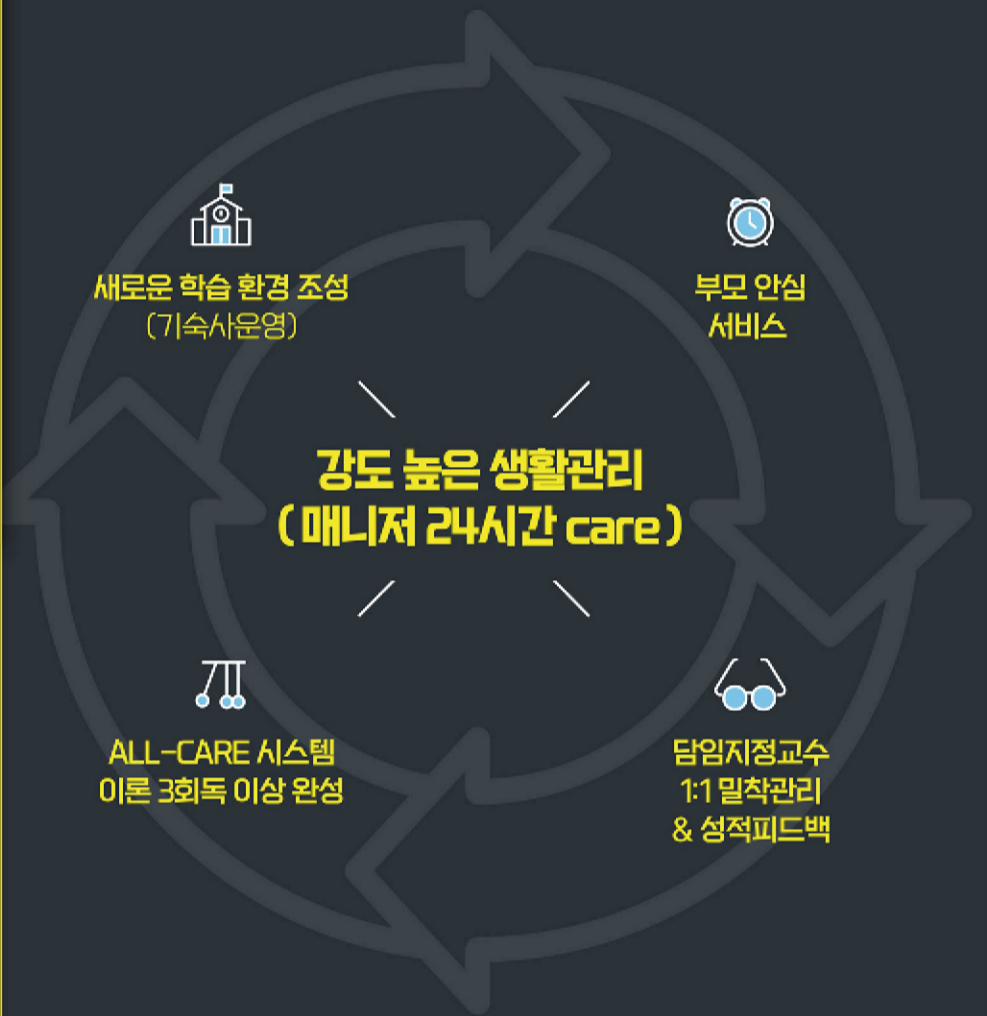 새로운 학습 환경 조성
(기숙사운영)
부모 안심
서비스
강도 높은 생활관리
( 매니저 24시간 care )
ALL-CARE 시스템
이론 3회독 이상 완성
담임지정교수
1:1 밀착관리
& 성적피드백